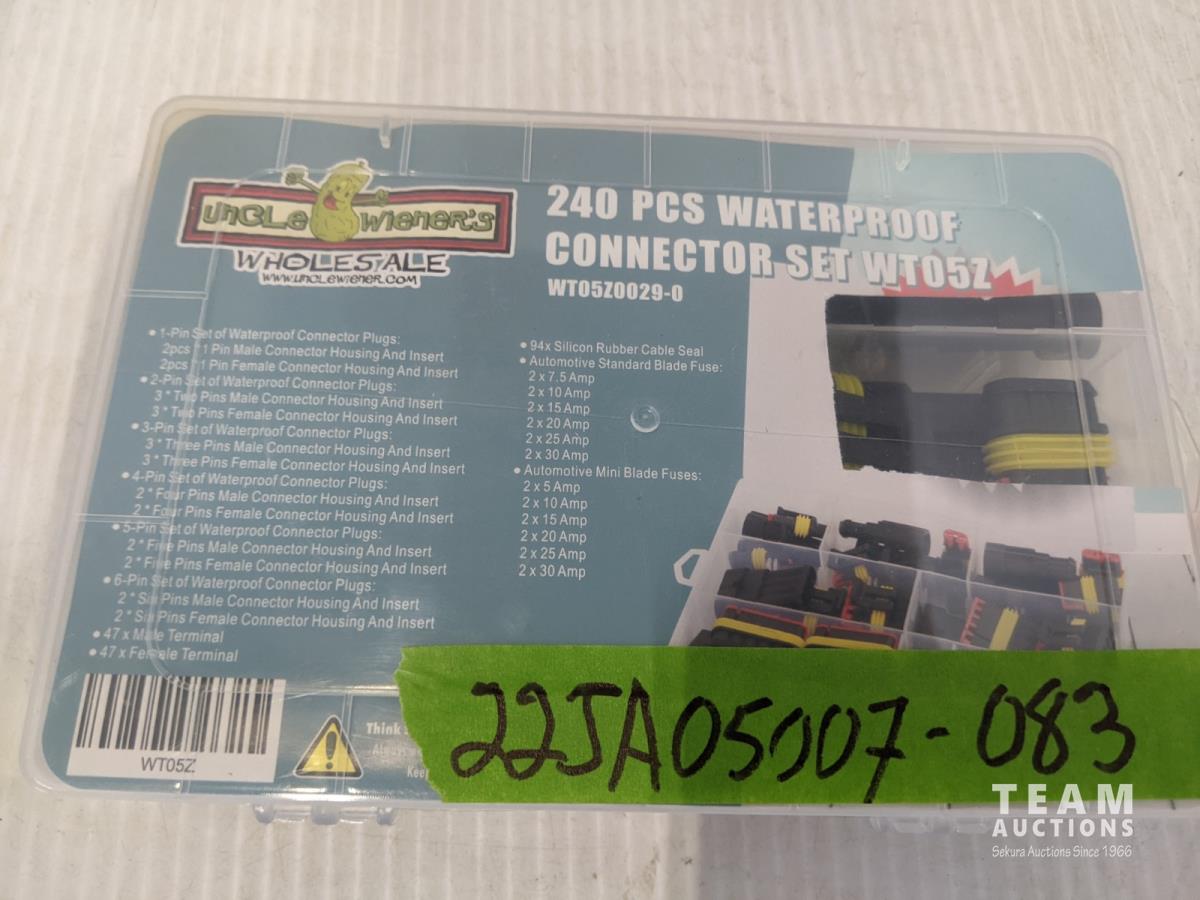 UNCLE WIENER'S
WHOLESALE
WWW.UNCLEWIENER.COM
240 PCS WATERPROOF
CONNECTOR SET WT05Z
WT05Z0029-0
• 1-Pin Set of Waterproof Connector Plugs:
2pcs * 1 Pin Male Connector Housing And Insert
2pcs * 1 Pin Female Connector Housing And Insert
• 2-Pin Set of Waterproof Connector Plugs:
3 * Two Pins Male Connector Housing And Insert
3 * Two Pins Female Connector Housing And Insert
• 3-Pin Set of Waterproof Connector Plugs:
3 * Three Pins Male Connector Housing And Insert
3 * Three Pins Female Connector Housing And Insert
• 4-Pin Set of Waterproof Connector Plugs:
2 * Four Pins Male Connector Housing And Insert
2 * Four Pins Female Connector Housing And Insert
• 5-Pin Set of Waterproof Connector Plugs:
2 * Five Pins Male Connector Housing And Insert
2 * Five Pins Female Connector Housing And Insert
• 6-Pin Set of Waterproof Connector Plugs:
2 * Six Pins Male Connector Housing And Insert
2 * Six Pins Female Connector Housing And Insert
• 47 x Male Terminal
• 47 x Female Terminal
• 94x Silicon Rubber Cable Seal
• Automotive Standard Blade Fuse:
2 x 7.5 Amp
2 x 10 Amp
2 x 15 Amp
2 x 20 Amp
2 x 25 Amp
2 x 30 Amp
• Automotive Mini Blade Fuses:
2 x 5 Amp
2 x 10 Amp
2 x 15 Amp
2 x 20 Amp
2 x 25 Amp
2 x 30 Amp
WT05Z
Think
Always
Keep
22JA05007-083
TEAM
AUCTIONS
Sekura Auctions Since 1966